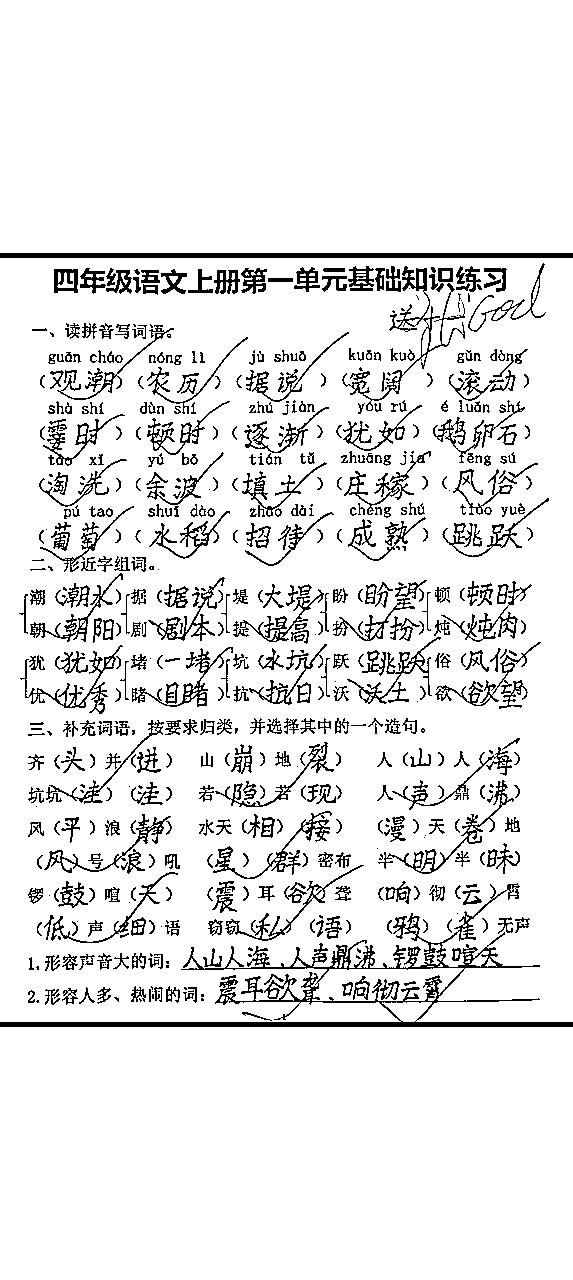 四年级语文上册第一单元基础知识练习
送 God
一、读拼音写词语。
guān cháo nóng lì jù shuō kuān kuò gǔn dòng
（观潮）（农历）（据说）（宽阔）（滚动）
shà shí dùn shí zhú jiàn yóu rú é luǎn shí
（霎时）（顿时）（逐渐）（犹如）（鹅卵石）
táo xǐ yú bō tián tǔ zhuāng jia fēng sú
（淘洗）（余波）（填土）（庄稼）（风俗）
pú tao shuǐ dào zhāo dài chéng shú tiào yuè
（葡萄）（水稻）（招待）（成熟）（跳跃）
二、形近字组词。
潮（潮水）据（据说）堤（大堤）盼（盼望）顿（顿时）
朝（朝阳）剧（剧本）提（提高）扮（打扮）炖（炖肉）
犹（犹如）堵（一堵）坑（水坑）跃（跳跃）俗（风俗）
优（优秀）睹（目睹）抗（抗日）沃（沃土）欲（欲望）
三、补充词语，按要求归类，并选择其中的一个造句。
齐（头）并（进） 山（崩）地（裂） 人（山）人（海）
坑坑（洼）（洼） 若（隐）若（现） 人（声）鼎（沸）
风（平）浪（静） 水天（相）（接） （漫）天（卷）地
（风）号（浪）吼 （星）（群）密布 半（明）半（昧）
锣（鼓）喧（天） （震）耳（欲）聋 （响）彻（云）霄
（低）声（细）语 窃窃（私）（语） （鸦）（雀）无声
1.形容声音大的词：人山人海、人声鼎沸、锣鼓喧天
2.形容人多、热闹的词：震耳欲聋、响彻云霄